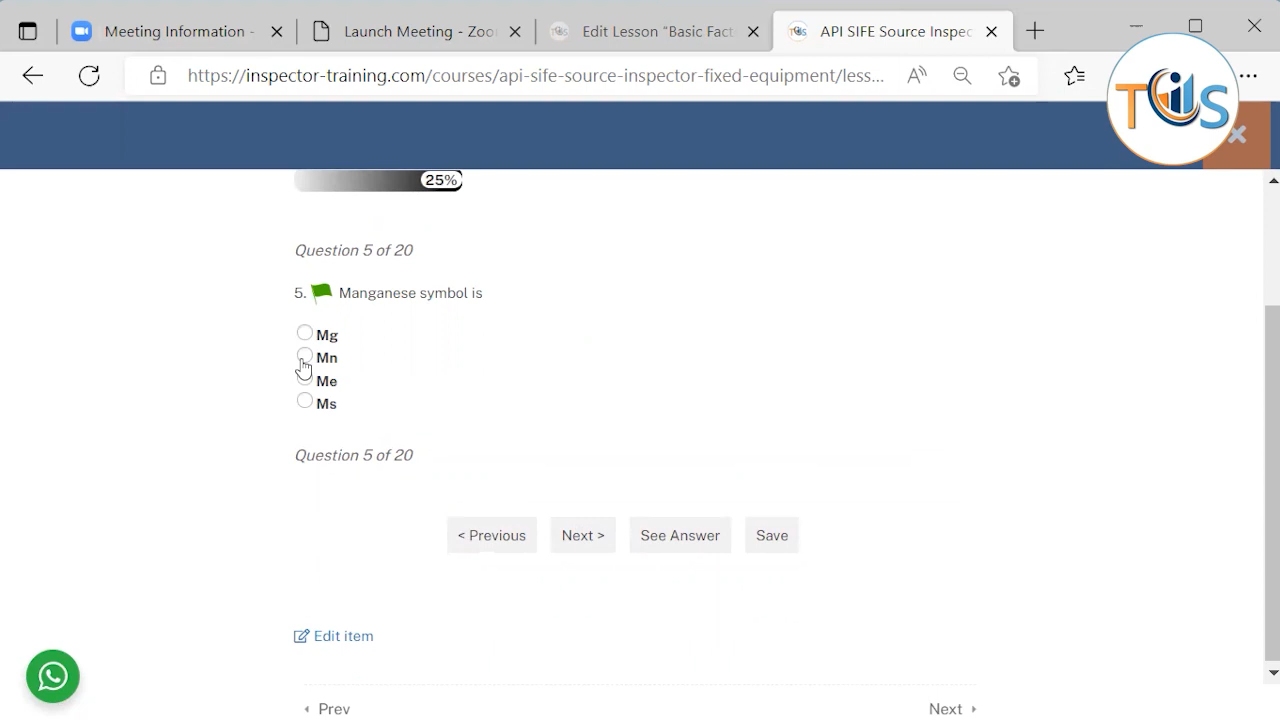 Meeting Information -
Launch Meeting - Zoo
Edit Lesson "Basic Fact
API SIFE Source Inspec
https://inspector-training.com/courses/api-sife-source-inspector-fixed-equipment/less...
TOIS
25%
Question 5 of 20
5. Manganese symbol is
Mg
Mn
Me
Ms
Question 5 of 20
< Previous
Next >
See Answer
Save
Edit item
Prev
Next